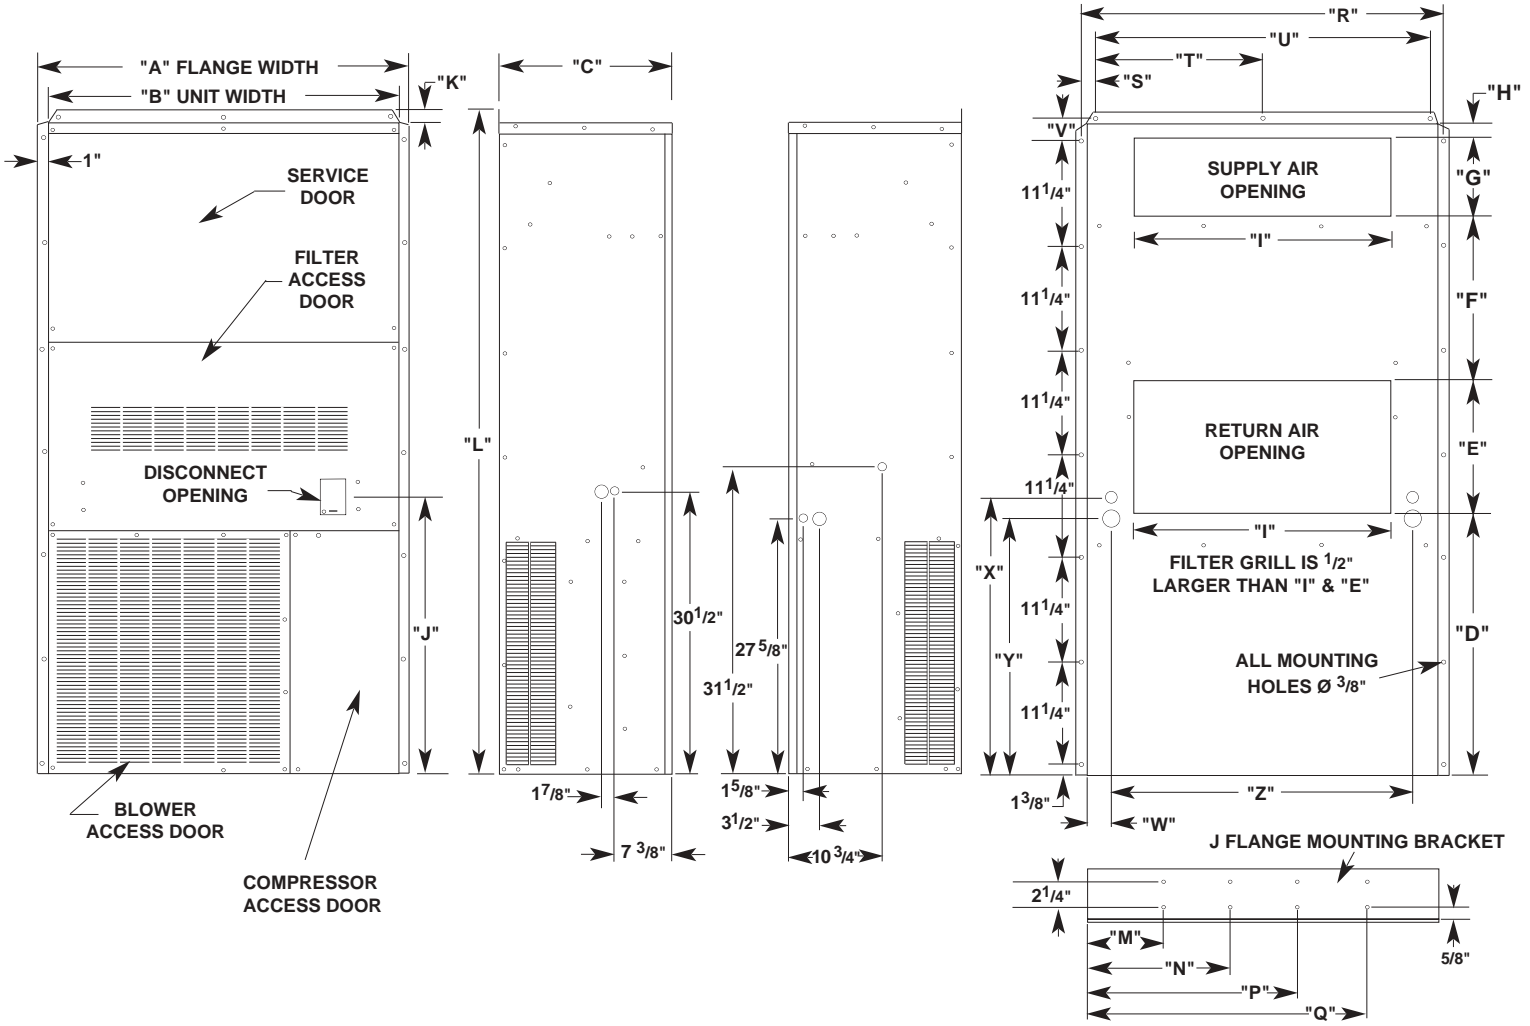 "A" FLANGE WIDTH
"B" UNIT WIDTH
"K"
1"
SERVICE
DOOR
FILTER
ACCESS
DOOR
DISCONNECT
OPENING
"J"
BLOWER
ACCESS DOOR
COMPRESSOR
ACCESS DOOR
"C"
"L"
30 1/2"
1 7/8"
7 3/8"
31 1/2"
27 5/8"
1 5/8"
3 1/2"
10 3/4"
"R"
"U"
"T"
"S"
"H"
"V"
SUPPLY AIR
OPENING
"G"
"I"
11 1/4"
11 1/4"
11 1/4"
11 1/4"
11 1/4"
11 1/4"
"F"
RETURN AIR
OPENING
"E"
"I"
FILTER GRILL IS 1/2"
LARGER THAN "I" & "E"
"X"
"Y"
"D"
ALL MOUNTING
HOLES Ø 3/8"
1 3/8"
"Z"
"W"
J FLANGE MOUNTING BRACKET
2 1/4"
"M"
"N"
"P"
"Q"
5/8"